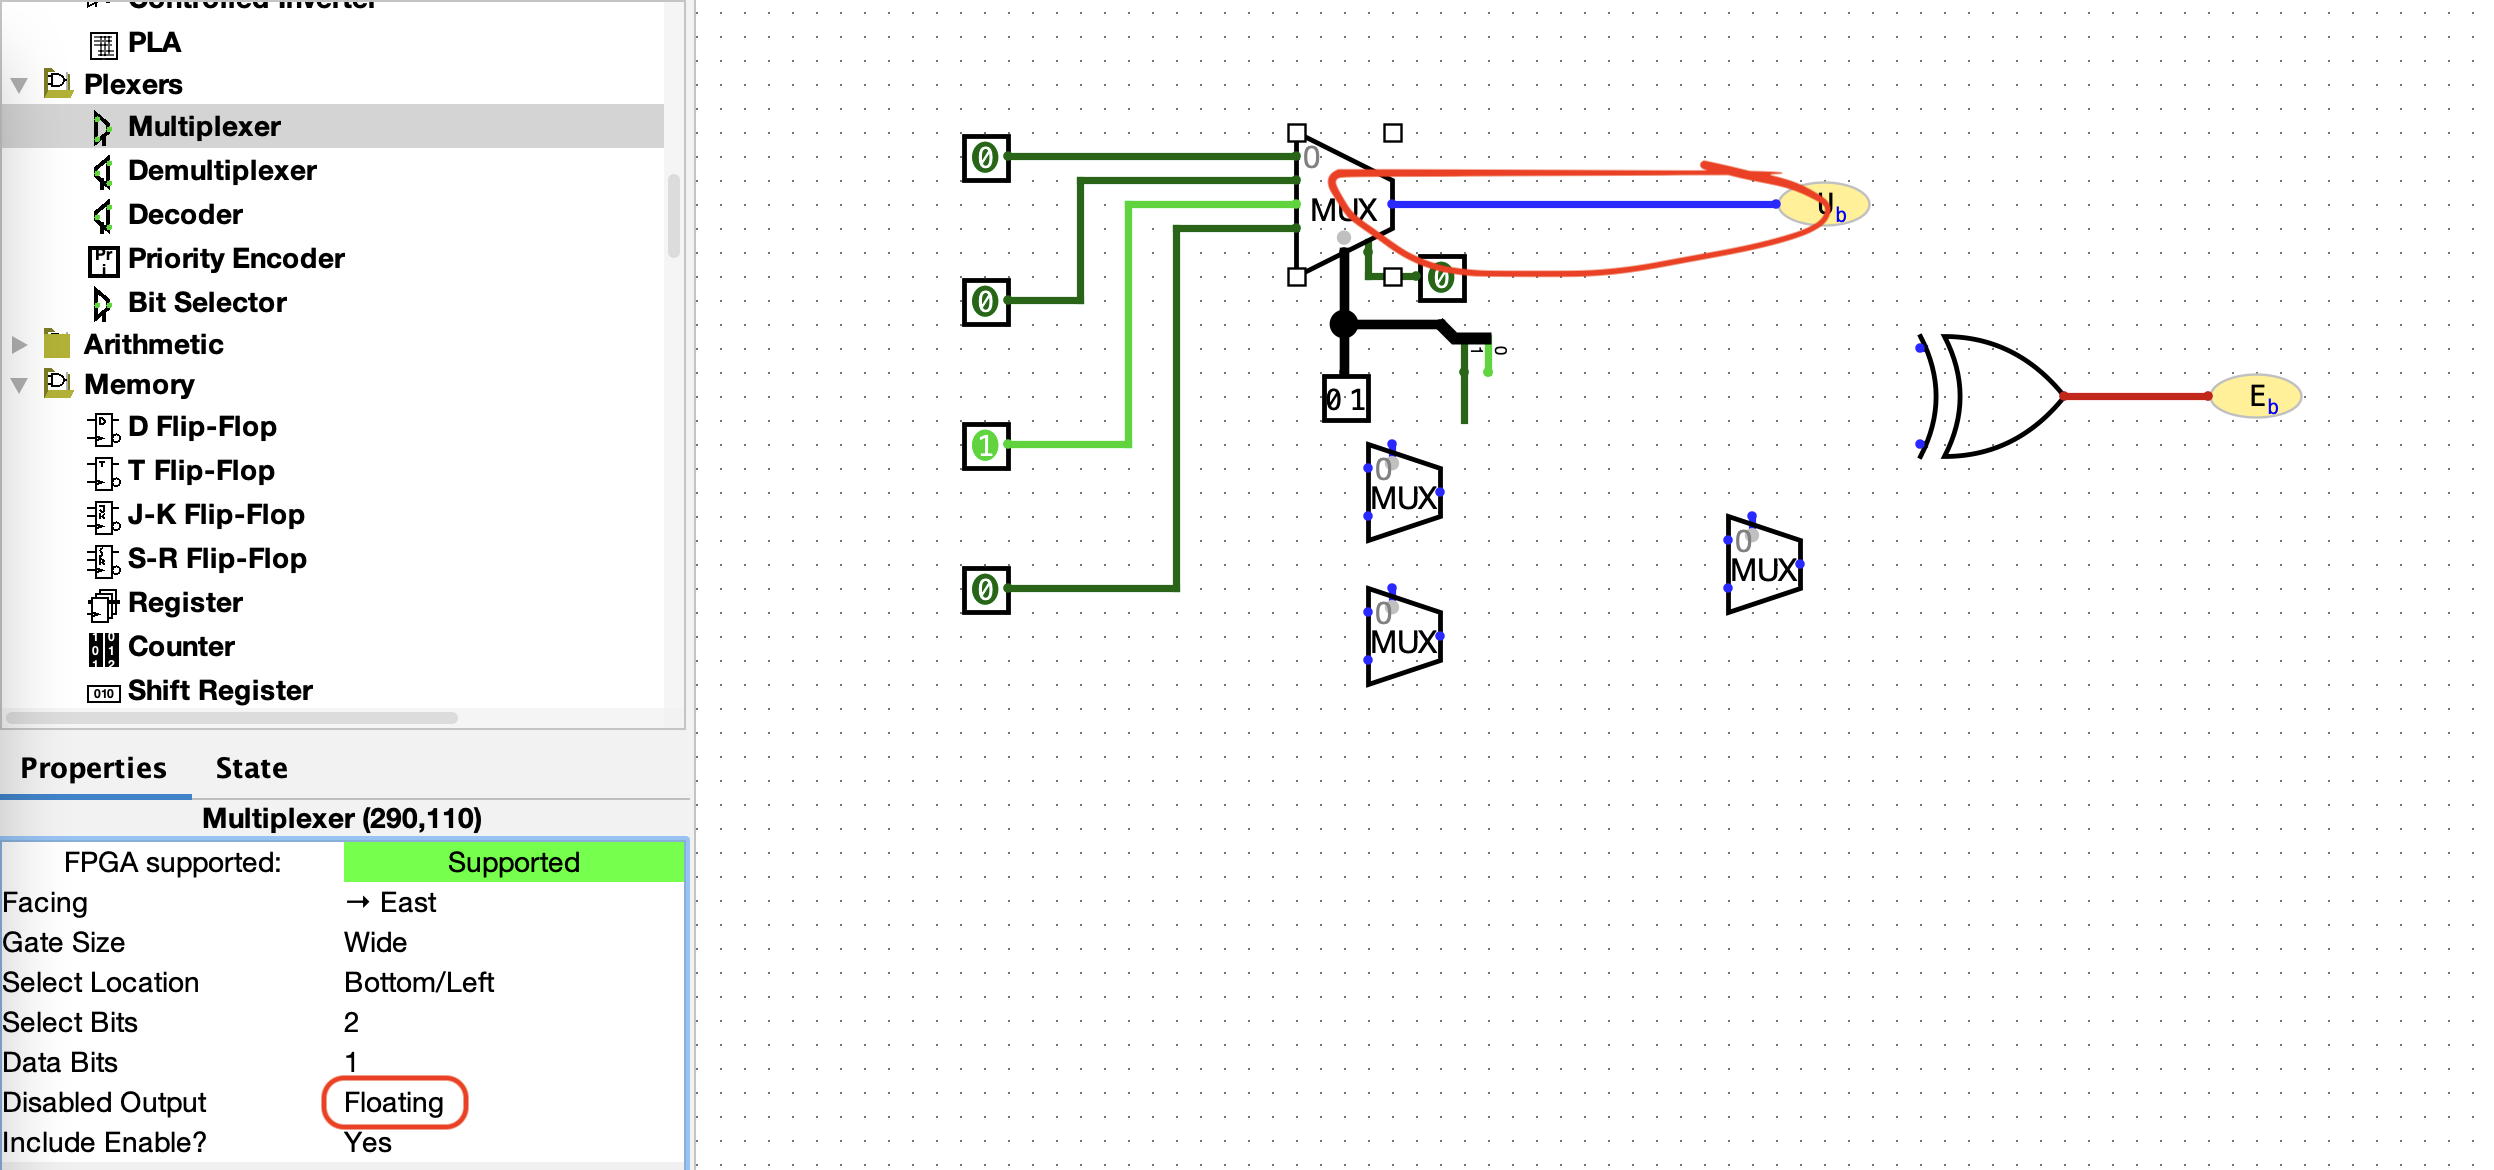 Controlled Inverter
PLA
Plexers
Multiplexer
Demultiplexer
Decoder
Priority Encoder
Bit Selector
Arithmetic
Memory
D Flip-Flop
T Flip-Flop
J-K Flip-Flop
S-R Flip-Flop
Register
Counter
Shift Register
Properties State
Multiplexer (290,110)
FPGA supported: Supported
Facing → East
Gate Size Wide
Select Location Bottom/Left
Select Bits 2
Data Bits 1
Disabled Output Floating
Include Enable? Yes
0
0
1
0
0
MUX
U b
0
1 0
0 1
0
MUX
0
MUX
0
MUX
E b